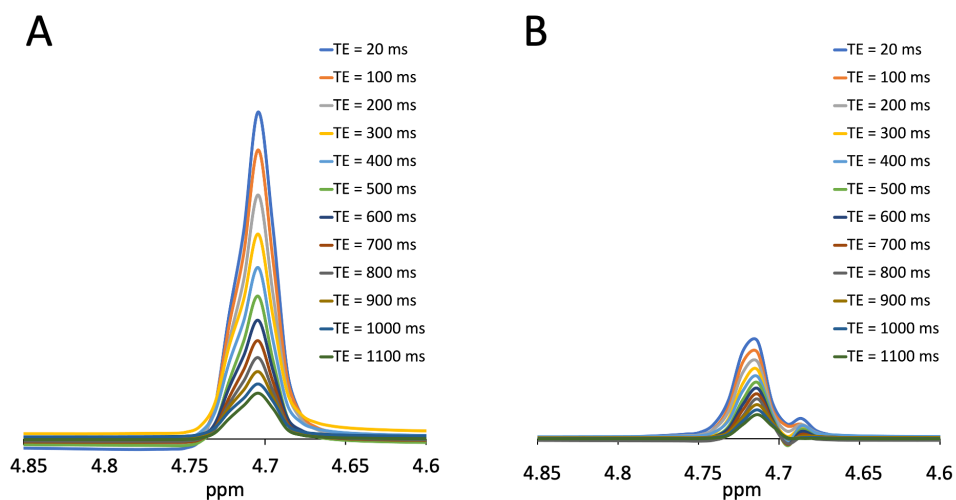 A
TE = 20 ms
TE = 100 ms
TE = 200 ms
TE = 300 ms
TE = 400 ms
TE = 500 ms
TE = 600 ms
TE = 700 ms
TE = 800 ms
TE = 900 ms
TE = 1000 ms
TE = 1100 ms
4.85 4.8 4.75 4.7 4.65 4.6
ppm
B
TE = 20 ms
TE = 100 ms
TE = 200 ms
TE = 300 ms
TE = 400 ms
TE = 500 ms
TE = 600 ms
TE = 700 ms
TE = 800 ms
TE = 900 ms
TE = 1000 ms
TE = 1100 ms
4.85 4.8 4.75 4.7 4.65 4.6
ppm